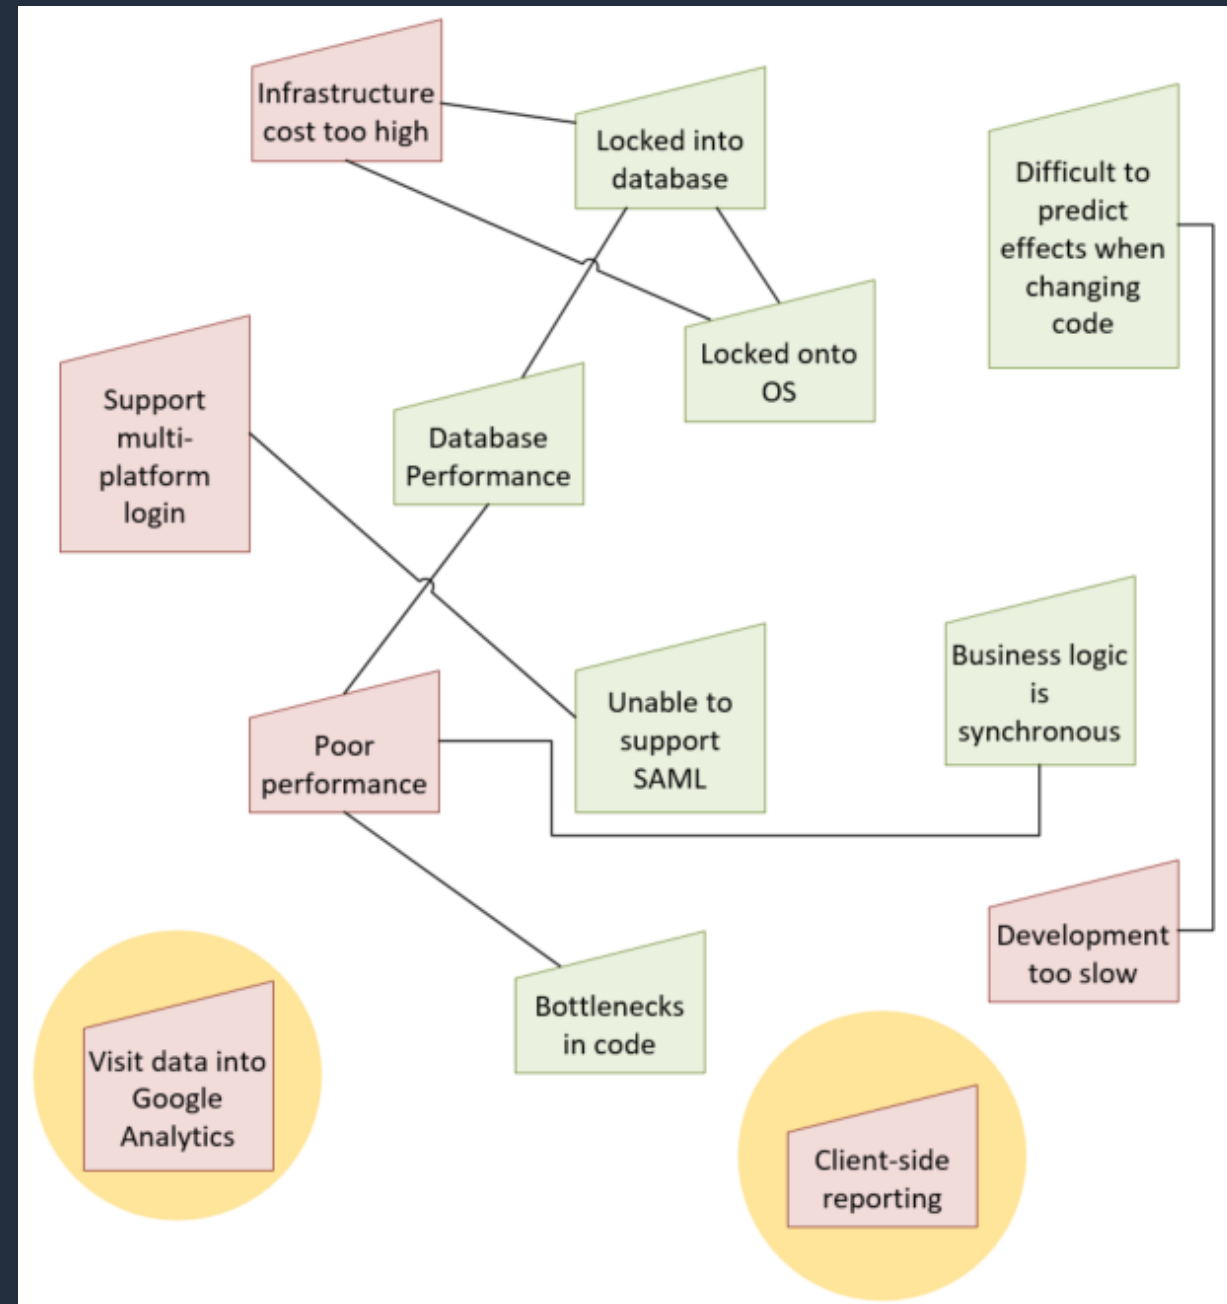 Infrastructure
cost too high
Locked into
database
Difficult to
predict
effects when
changing
code
Locked onto
OS
Support
multi-
platform
login
Database
Performance
Business logic
is
synchronous
Unable to
support
SAML
Poor
performance
Development
too slow
Bottlenecks
in code
Visit data into
Google
Analytics
Client-side
reporting